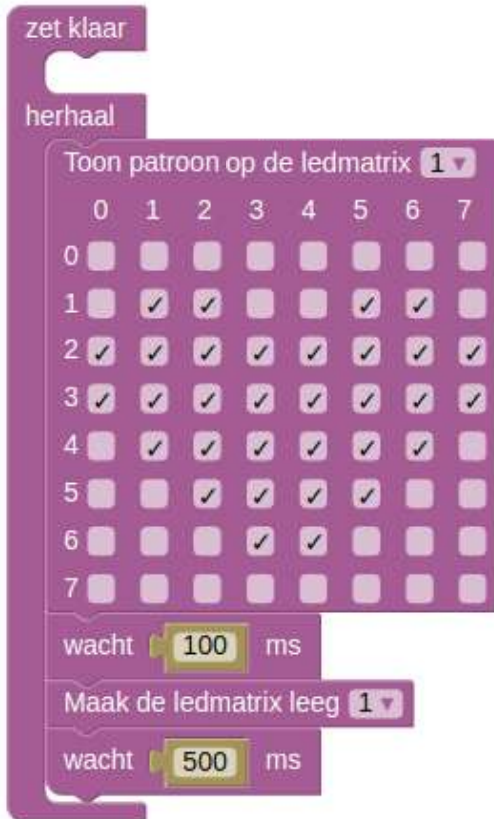 zet klaar
herhaal
Toon patroon op de ledmatrix 1
0 1 2 3 4 5 6 7
0
1 ✓ ✓ ✓ ✓
2 ✓ ✓ ✓ ✓ ✓ ✓ ✓ ✓
3 ✓ ✓ ✓ ✓ ✓ ✓ ✓ ✓
4 ✓ ✓ ✓ ✓ ✓ ✓
5 ✓ ✓ ✓ ✓
6 ✓ ✓
7
wacht 100 ms
Maak de ledmatrix leeg 1
wacht 500 ms